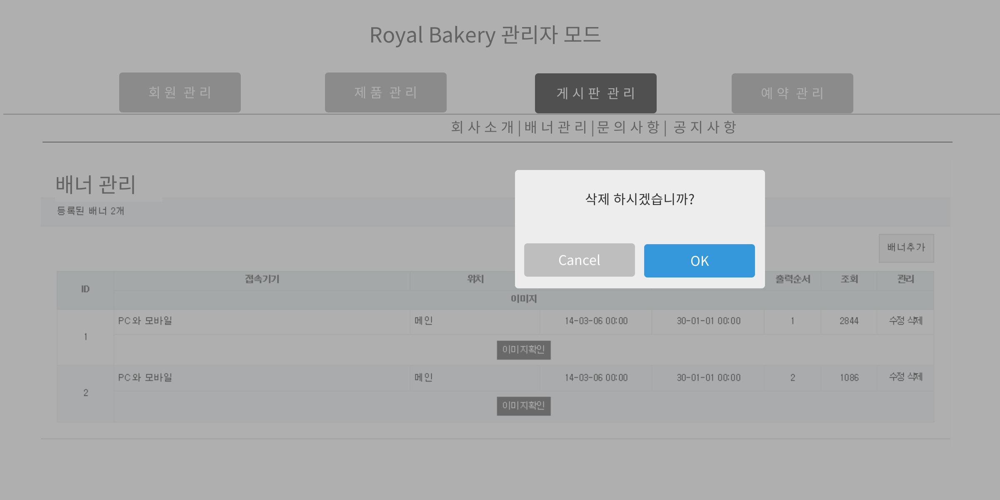 Royal Bakery 관리자 모드
회원 관리 제품 관리 게시판 관리 예약 관리
회사소개|배너관리|문의사항| 공지사항
배너 관리
등록된 배너 2개
삭제 하시겠습니까?
Cancel OK
배너추가
ID 접속기기 위치 출력순서 조회 관리
이미지
1 PC와 모바일 메인 14-03-06 00:00 30-01-01 00:00 1 2844 수정 삭제
이미지확인
2 PC와 모바일 메인 14-03-06 00:00 30-01-01 00:00 2 1086 수정 삭제
이미지확인